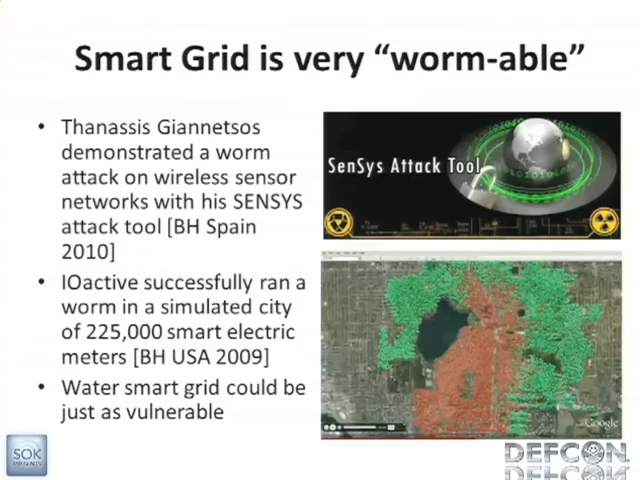 Smart Grid is very “worm-able”
• Thanassis Giannetsos
demonstrated a worm
attack on wireless sensor
networks with his SENSYS
attack tool [BH Spain
2010]
• IOactive successfully ran a
worm in a simulated city
of 225,000 smart electric
meters [BH USA 2009]
• Water smart grid could be
just as vulnerable
SenSys Attack Tool
Google
SOK
DEFCON